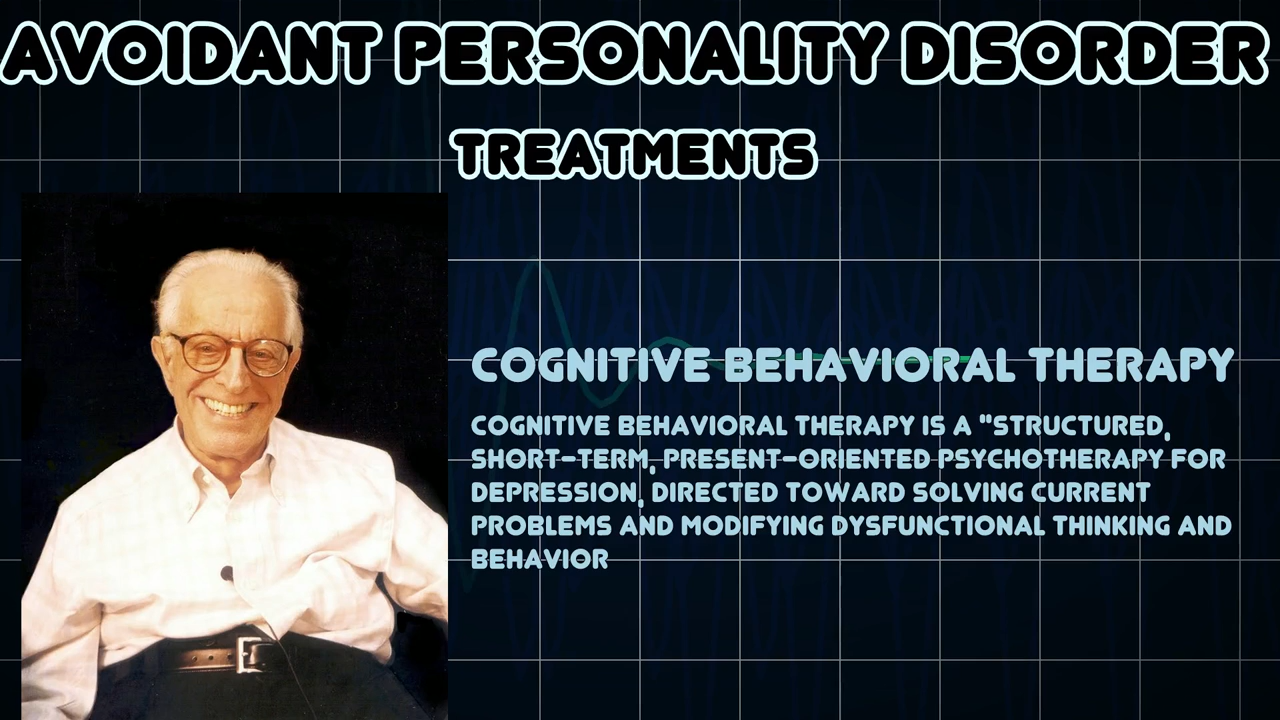 AVOIDANT PERSONALITY DISORDER
TREATMENTS
COGNITIVE BEHAVIORAL THERAPY
COGNITIVE BEHAVIORAL THERAPY IS A "STRUCTURED,
SHORT-TERM, PRESENT-ORIENTED PSYCHOTHERAPY FOR
DEPRESSION, DIRECTED TOWARD SOLVING CURRENT
PROBLEMS AND MODIFYING DYSFUNCTIONAL THINKING AND
BEHAVIOR